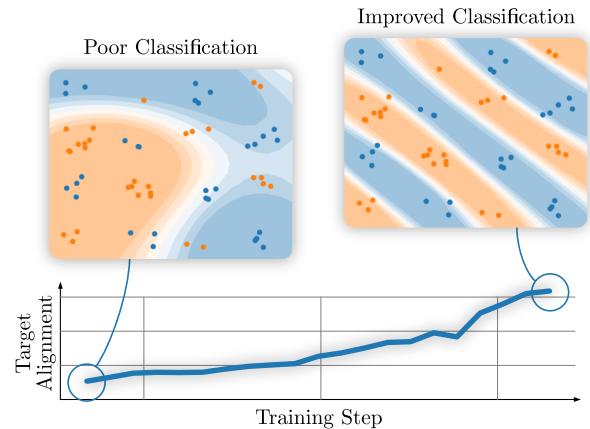 Improved Classification
Poor Classification
Target
Alignment
Training Step